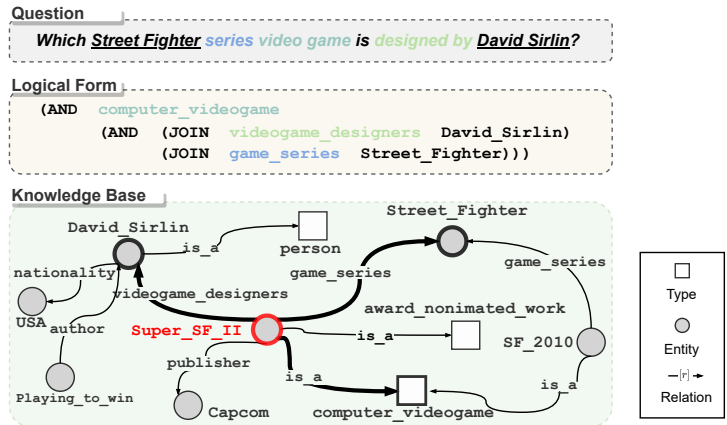 Question
Which Street Fighter series video game is designed by David Sirlin?
Logical Form
(AND computer_videogame
(AND (JOIN videogame_designers David_Sirlin)
(JOIN game_series Street_Fighter)))
Knowledge Base
David_Sirlin
is_a
person
Street_Fighter
game_series
game_series
nationality
videogame_designers
USA
author
Super_SF_II
award_nonimated_work
is_a
SF_2010
publisher
is_a
is_a
Playing_to_win
Capcom
computer_videogame
Type
Entity
[r]
Relation